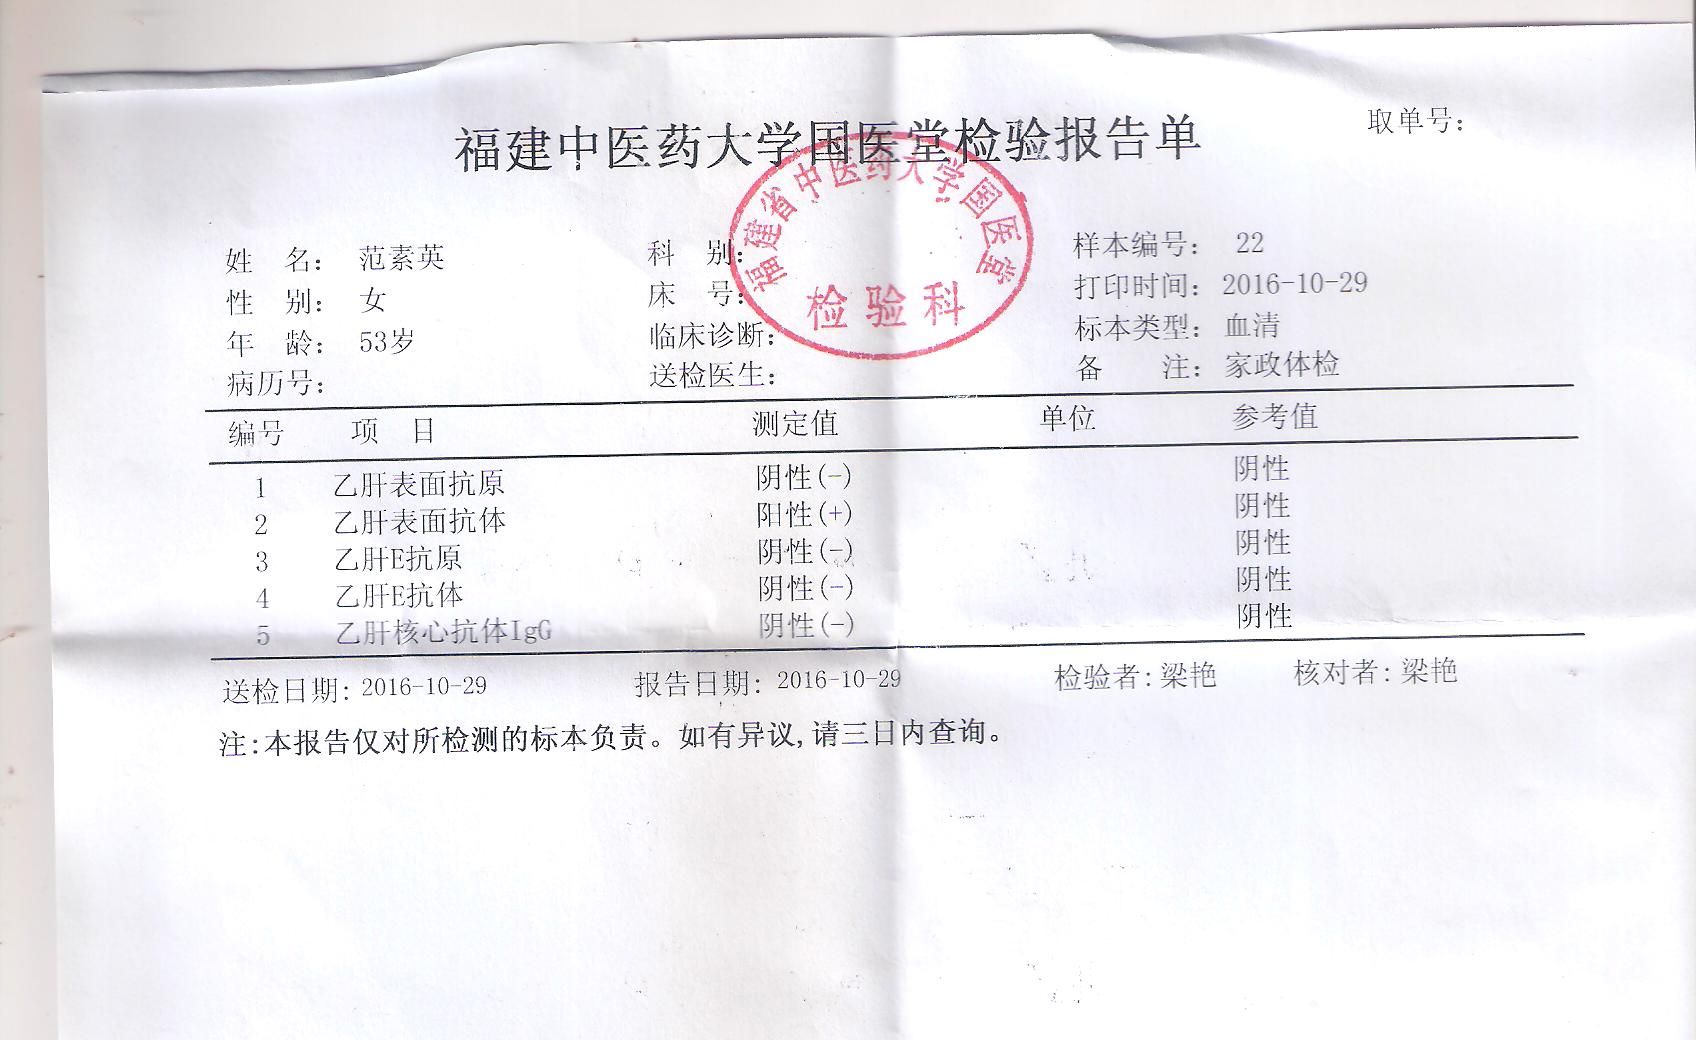 取单号:
福建中医药大学国医堂检验报告单
福建省中医药大学国医堂
检验科
姓 名: 范素英 科 别: 样本编号: 22
性 别: 女 床 号: 打印时间: 2016-10-29
年 龄: 53岁 临床诊断: 标本类型: 血清
病历号: 送检医生: 备 注: 家政体检
编号 项 目 测定值 单位 参考值
1 乙肝表面抗原 阴性(-) 阴性
2 乙肝表面抗体 阳性(+) 阴性
3 乙肝E抗原 阴性(-) 阴性
4 乙肝E抗体 阴性(-) 阴性
5 乙肝核心抗体IgG 阴性(-) 阴性
送检日期: 2016-10-29 报告日期: 2016-10-29 检验者: 梁艳 核对者: 梁艳
注:本报告仅对所检测的标本负责。如有异议,请三日内查询。